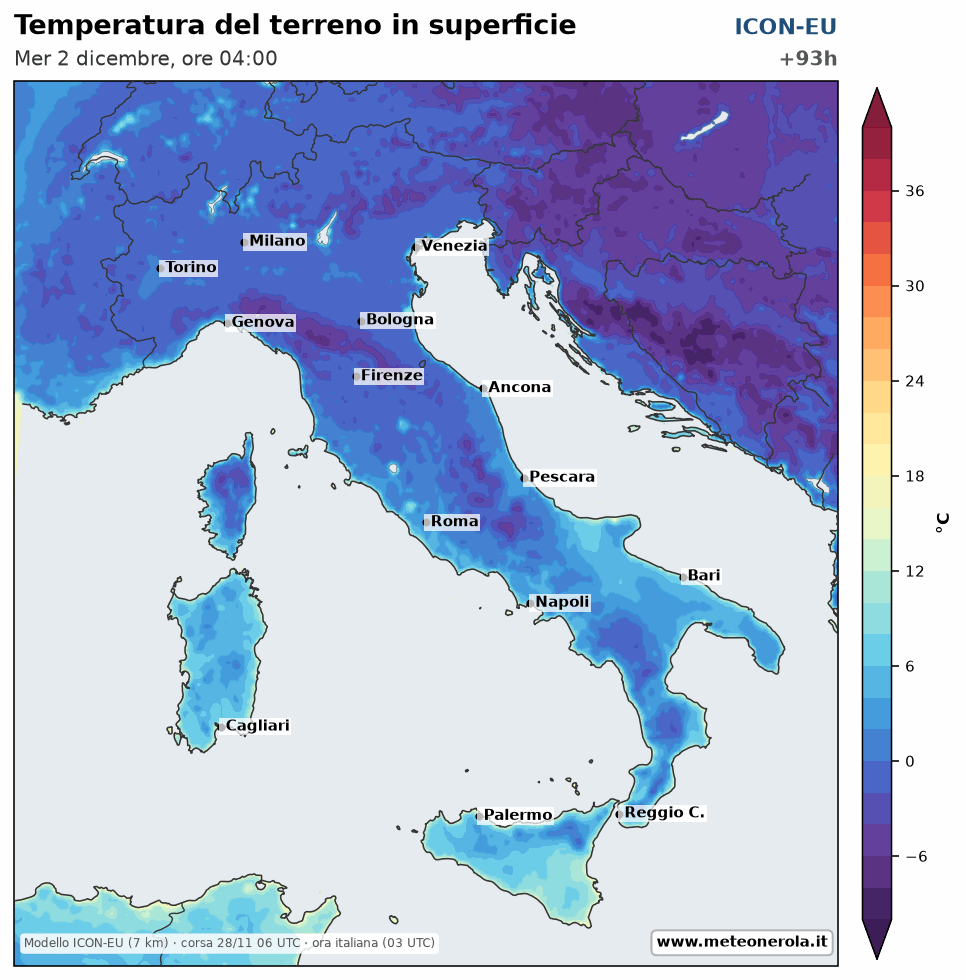 Temperatura del terreno in superficie
ICON-EU
Mer 2 dicembre, ore 04:00
+93h
Milano
Venezia
Torino
Genova
Bologna
Firenze
Ancona
Pescara
Roma
Bari
Napoli
Cagliari
Palermo
Reggio C.
36
30
24
18
12
6
0
−6
°C
Modello ICON-EU (7 km) · corsa 28/11 06 UTC · ora italiana (03 UTC)
www.meteonerola.it